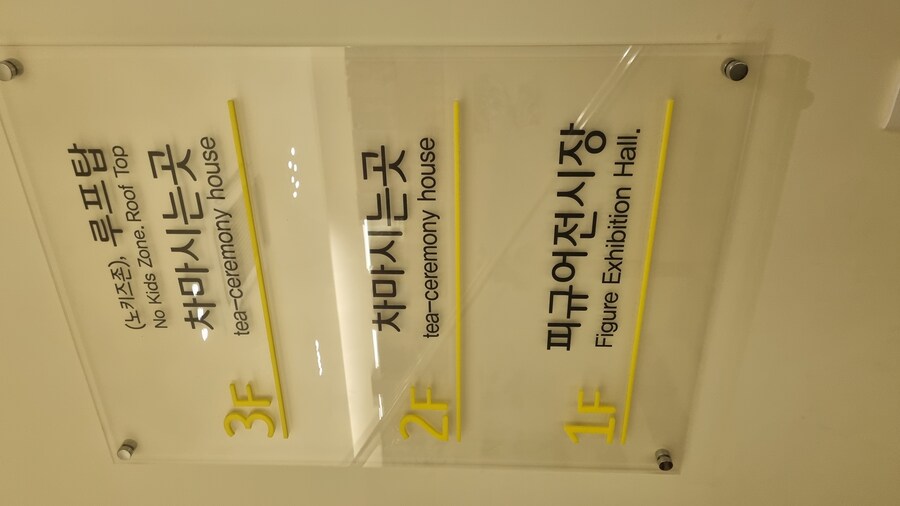 (노키즈존), 루프탑
No Kids Zone. Roof Top
차마시는곳
3F tea-ceremony house
차마시는곳
2F tea-ceremony house
피규어전시장
1F Figure Exhibition Hall.